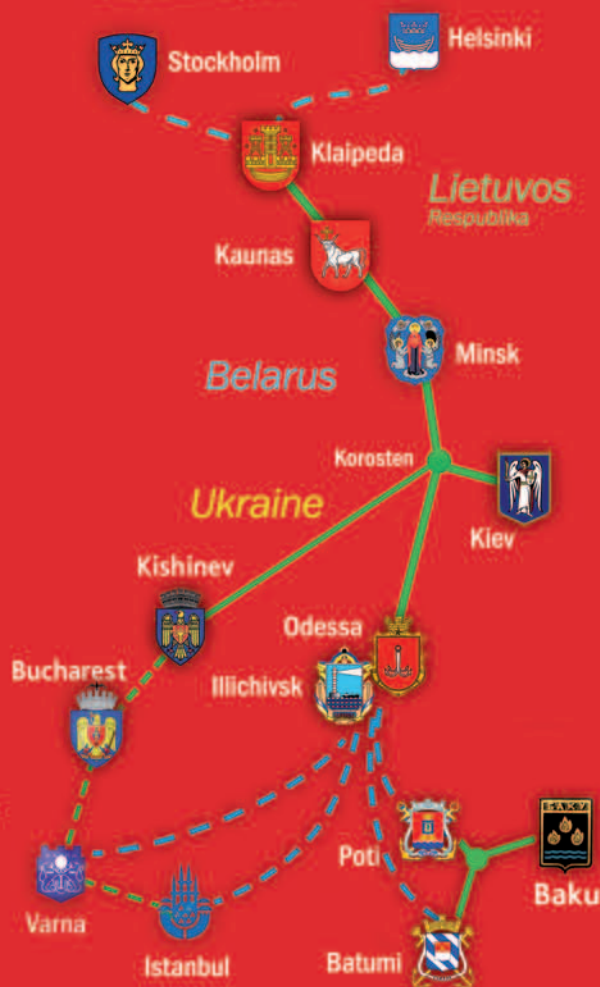 Stockholm
Helsinki
Klaipeda
Lietuvos
Respublika
Kaunas
Minsk
Belarus
Korosten
Ukraine
Kiev
Kishinev
Odessa
Bucharest
Illichivsk
БАКУ
Poti
Baku
Varna
Istanbul
Batumi